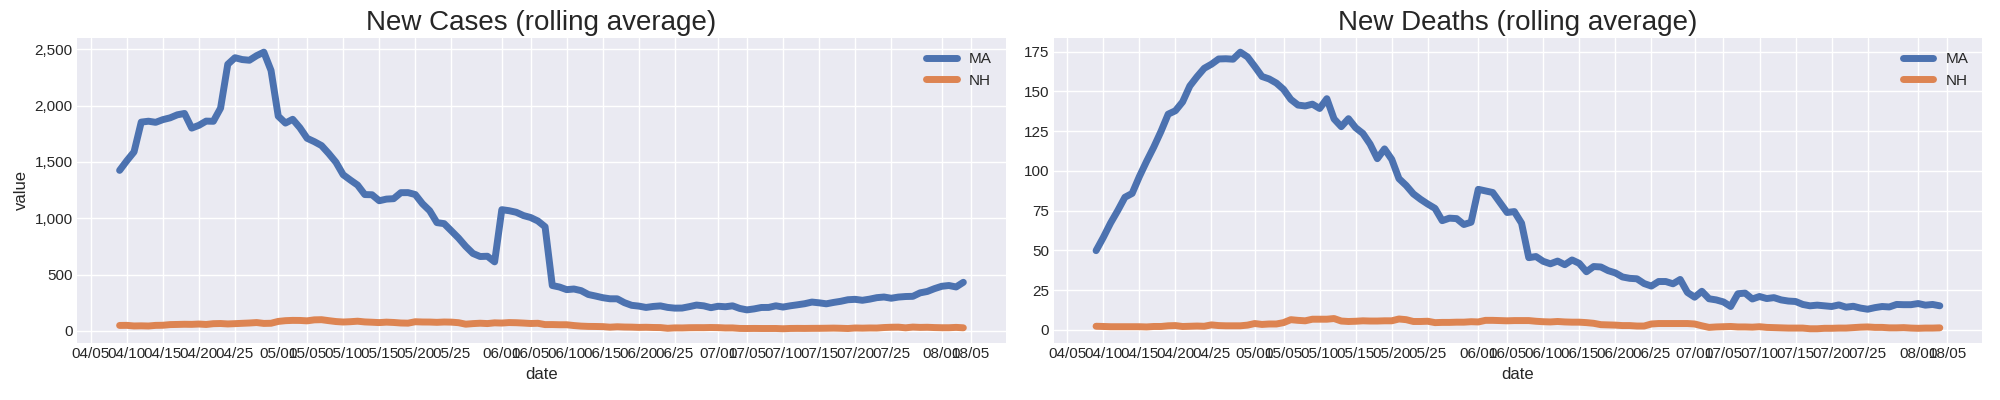 New Cases (rolling average)
2,500
2,000
1,500
1,000
500
0
value
MA
NH
04/05 04/10 04/15 04/20 04/25 05/01 05/05 05/10 05/15 05/20 05/25 06/01 06/05 06/10 06/15 06/20 06/25 07/01 07/05 07/10 07/15 07/20 07/25 08/01 08/05
date
New Deaths (rolling average)
175
150
125
100
75
50
25
0
MA
NH
04/05 04/10 04/15 04/20 04/25 05/01 05/05 05/10 05/15 05/20 05/25 06/01 06/05 06/10 06/15 06/20 06/25 07/01 07/05 07/10 07/15 07/20 07/25 08/01 08/05
date